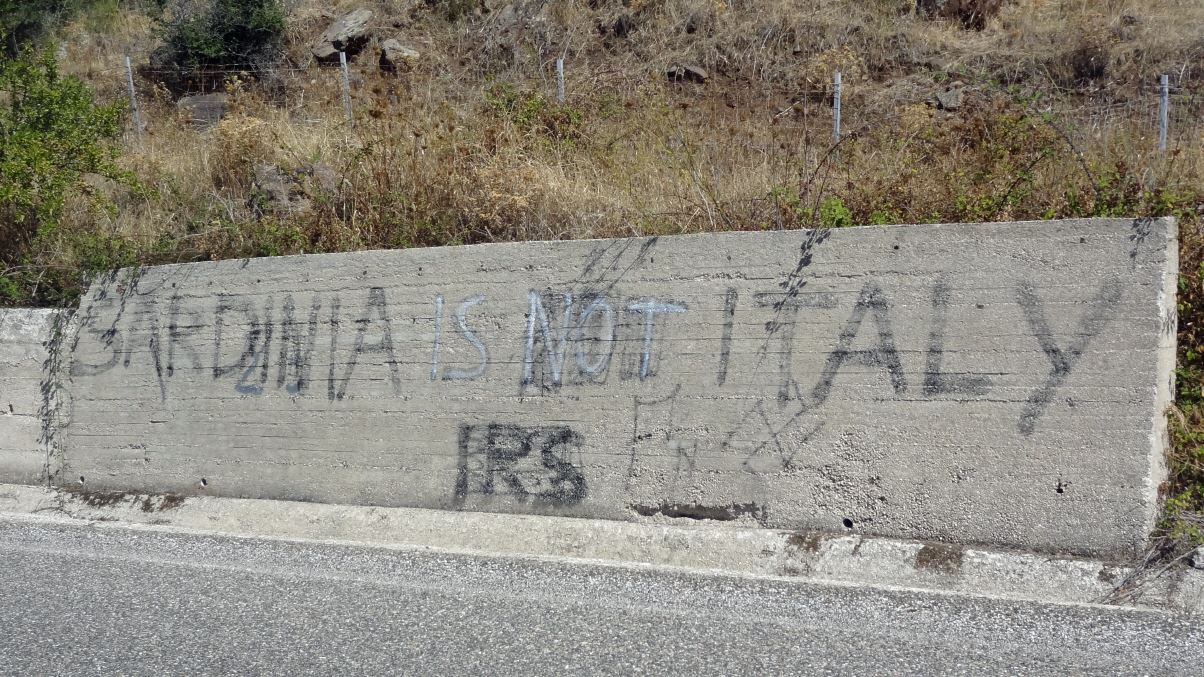 SARDINIA IS NOT ITALY
IRS